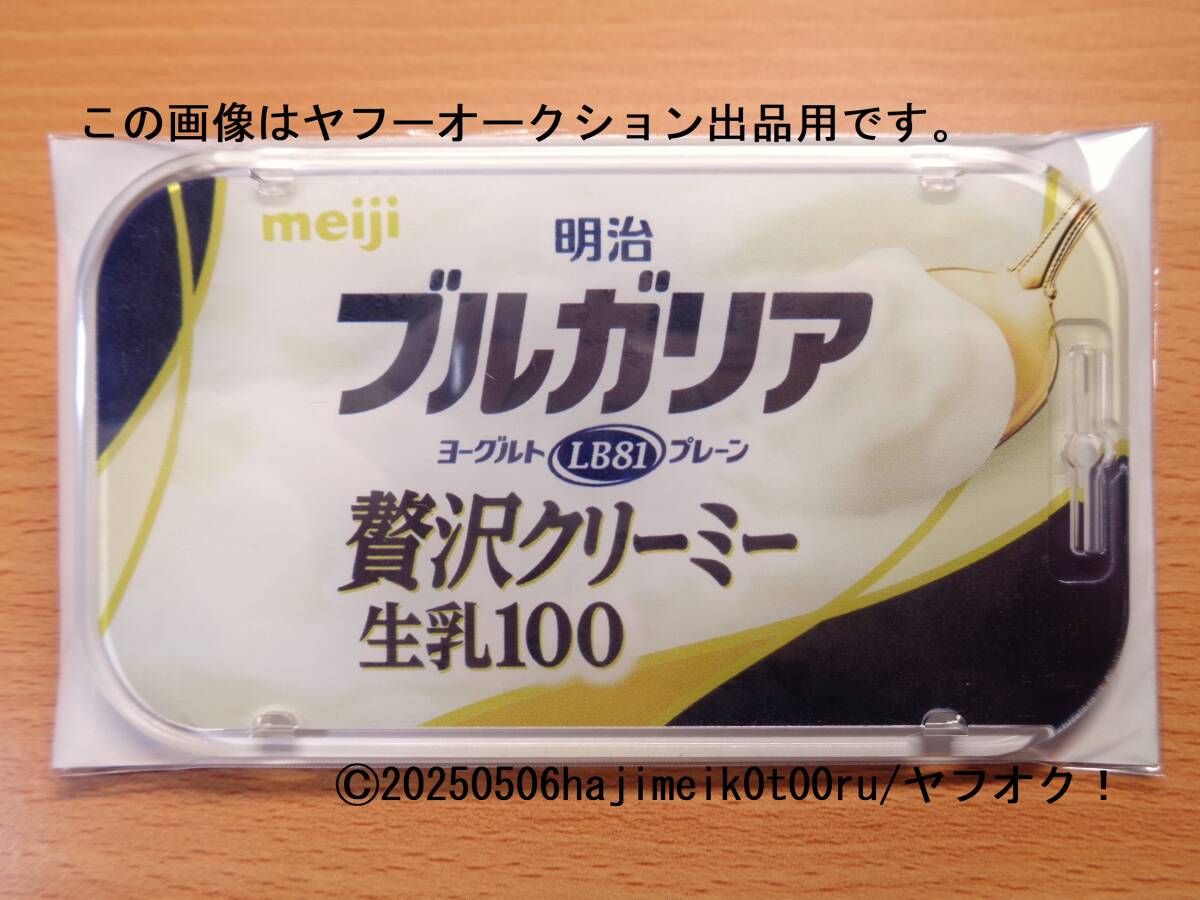 この画像はヤフーオークション出品用です。
meiji
明治
ブルガリア
ヨーグルト LB81 プレーン
贅沢クリーミー
生乳100
©20250506hajimeik0t00ru/ヤフオク！